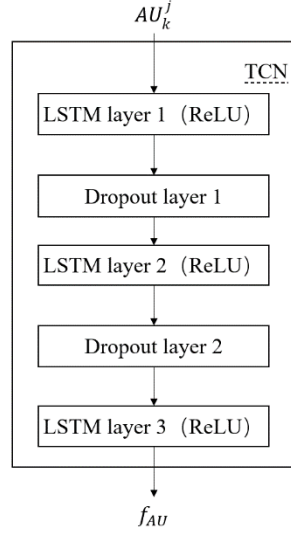 AU_k^j
TCN
LSTM layer 1（ReLU）
Dropout layer 1
LSTM layer 2（ReLU）
Dropout layer 2
LSTM layer 3（ReLU）
f_AU